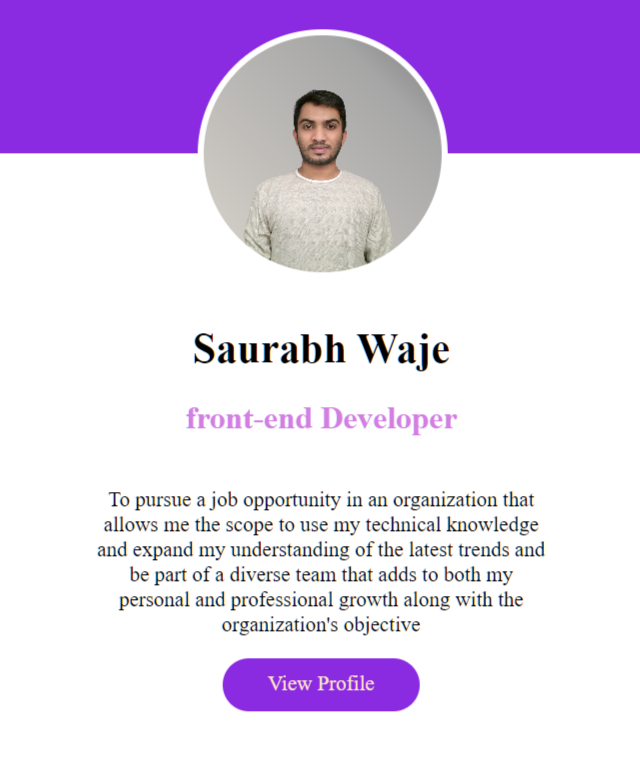 Saurabh Waje
front-end Developer
To pursue a job opportunity in an organization that
allows me the scope to use my technical knowledge
and expand my understanding of the latest trends and
be part of a diverse team that adds to both my
personal and professional growth along with the
organization's objective
View Profile